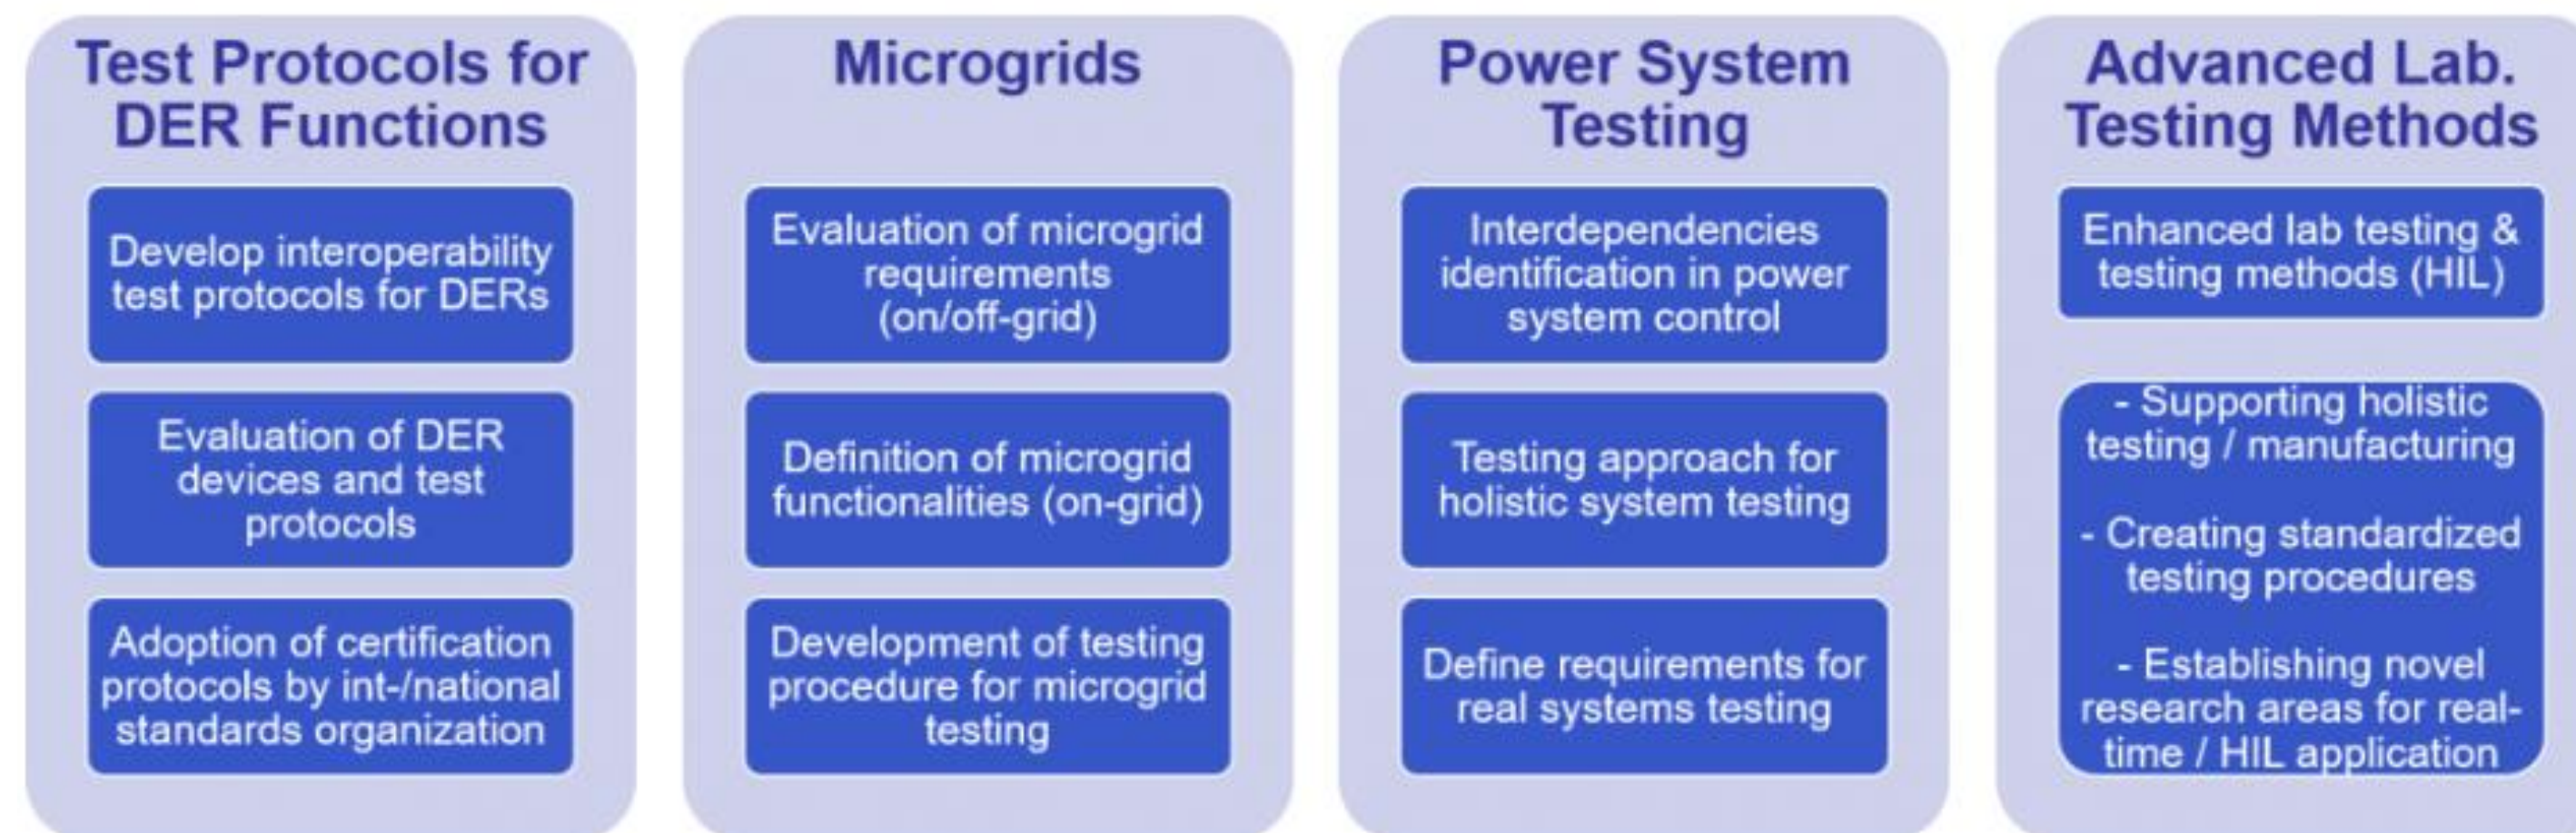 Test Protocols for
DER Functions
Develop interoperability
test protocols for DERs
Evaluation of DER
devices and test
protocols
Adoption of certification
protocols by int-/national
standards organization
Microgrids
Evaluation of microgrid
requirements
(on/off-grid)
Definition of microgrid
functionalities (on-grid)
Development of testing
procedure for microgrid
testing
Power System
Testing
Interdependencies
identification in power
system control
Testing approach for
holistic system testing
Define requirements for
real systems testing
Advanced Lab.
Testing Methods
Enhanced lab testing &
testing methods (HIL)
- Supporting holistic
testing / manufacturing
- Creating standardized
testing procedures
- Establishing novel
research areas for real-
time / HIL application